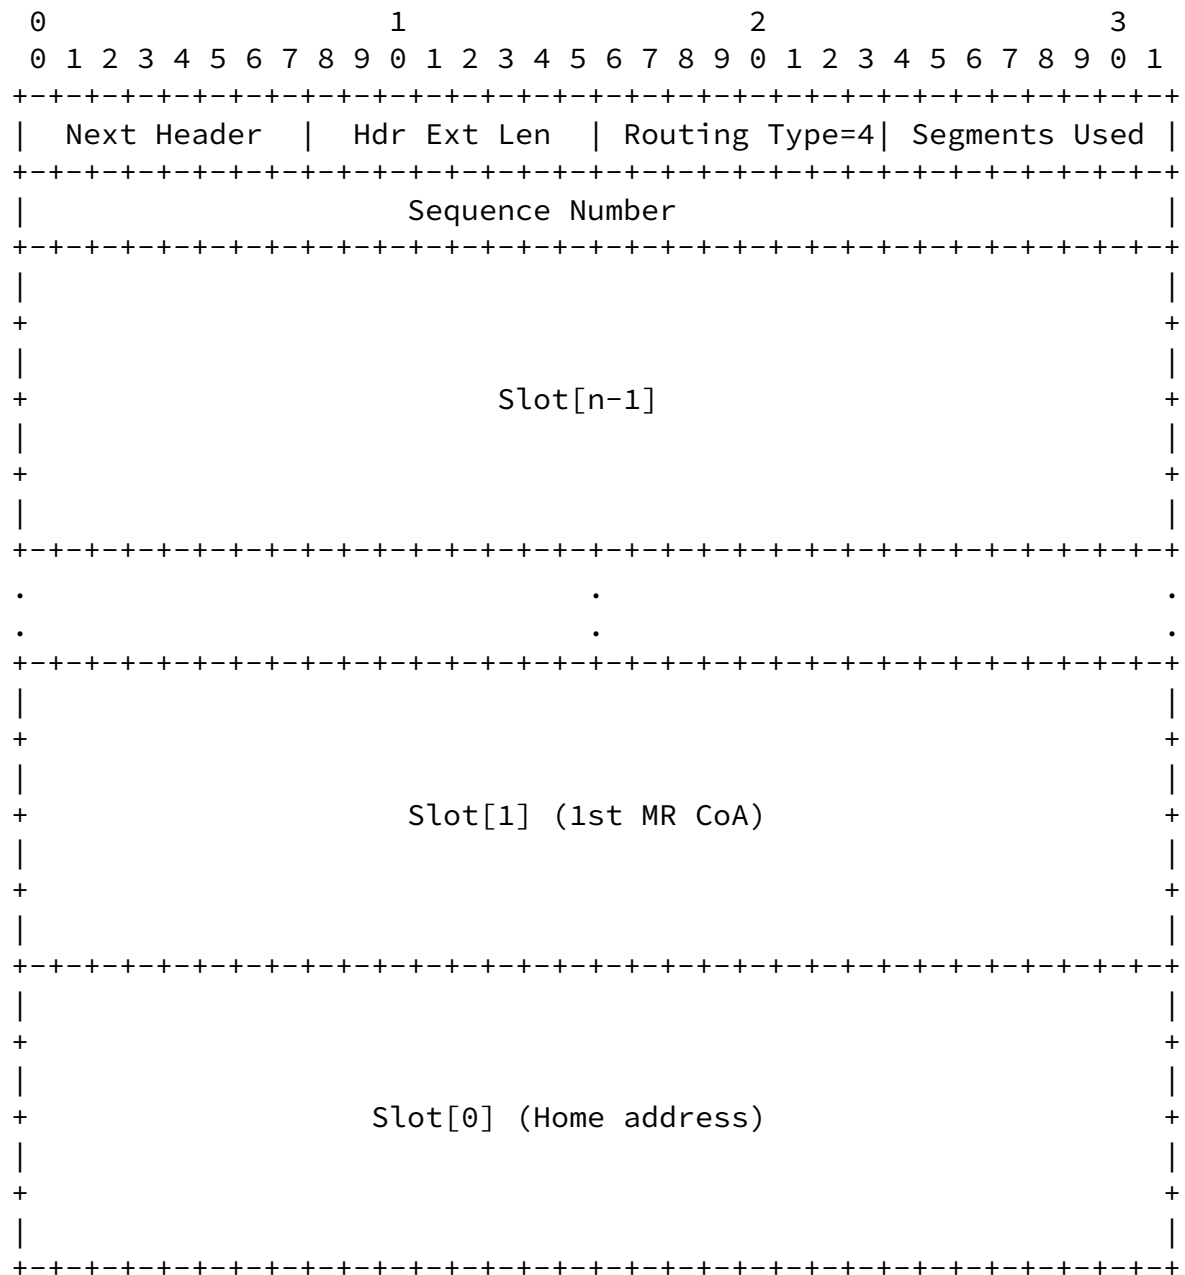 0                   1                   2                   3
 0 1 2 3 4 5 6 7 8 9 0 1 2 3 4 5 6 7 8 9 0 1 2 3 4 5 6 7 8 9 0 1
+-+-+-+-+-+-+-+-+-+-+-+-+-+-+-+-+-+-+-+-+-+-+-+-+-+-+-+-+-+-+-+-+
|  Next Header  |  Hdr Ext Len  | Routing Type=4| Segments Used |
+-+-+-+-+-+-+-+-+-+-+-+-+-+-+-+-+-+-+-+-+-+-+-+-+-+-+-+-+-+-+-+-+
|                     Sequence Number                           |
+-+-+-+-+-+-+-+-+-+-+-+-+-+-+-+-+-+-+-+-+-+-+-+-+-+-+-+-+-+-+-+-+
|                                                               |
+                                                               +
|                                                               |
+                          Slot[n-1]                            +
|                                                               |
+                                                               +
|                                                               |
+-+-+-+-+-+-+-+-+-+-+-+-+-+-+-+-+-+-+-+-+-+-+-+-+-+-+-+-+-+-+-+-+
.                               .                               .
.                               .                               .
+-+-+-+-+-+-+-+-+-+-+-+-+-+-+-+-+-+-+-+-+-+-+-+-+-+-+-+-+-+-+-+-+
|                                                               |
+                                                               +
|                                                               |
+                     Slot[1] (1st MR CoA)                      +
|                                                               |
+                                                               +
|                                                               |
+-+-+-+-+-+-+-+-+-+-+-+-+-+-+-+-+-+-+-+-+-+-+-+-+-+-+-+-+-+-+-+-+
|                                                               |
+                                                               +
|                                                               |
+                   Slot[0] (Home address)                      +
|                                                               |
+                                                               +
|                                                               |
+-+-+-+-+-+-+-+-+-+-+-+-+-+-+-+-+-+-+-+-+-+-+-+-+-+-+-+-+-+-+-+-+